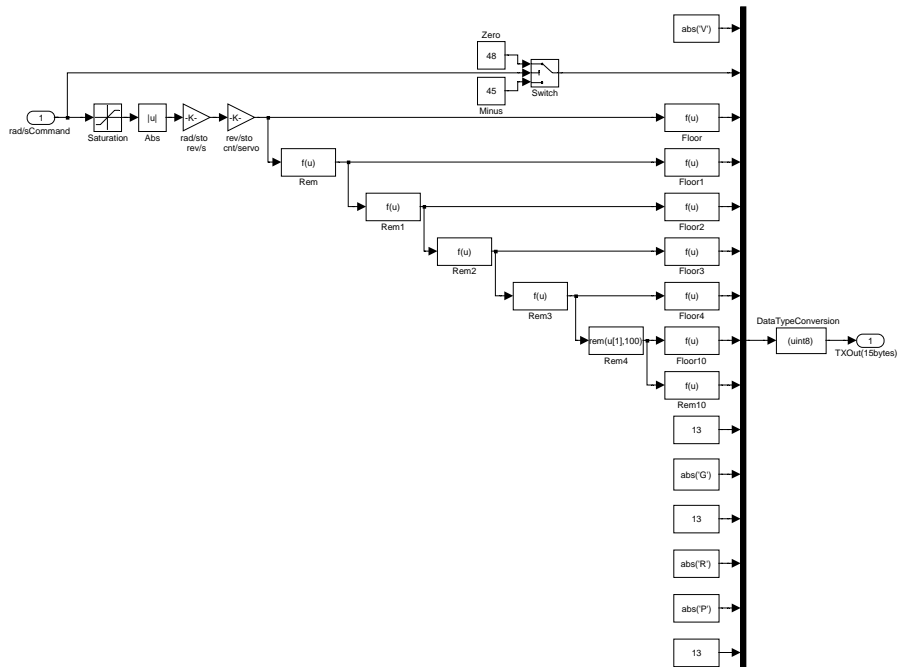 abs('V')
Zero
48
45
Minus
Switch
1
rad/sCommand
Saturation
|u|
Abs
-K-
rad/sto
rev/s
-K-
rev/sto
cnt/servo
f(u)
Floor
f(u)
Rem
f(u)
Floor1
f(u)
Rem1
f(u)
Floor2
f(u)
Rem2
f(u)
Floor3
f(u)
Rem3
f(u)
Floor4
rem(u[1],100)
Rem4
f(u)
Floor10
DataTypeConversion
(uint8)
1
TXOut(15bytes)
f(u)
Rem10
13
abs('G')
13
abs('R')
abs('P')
13